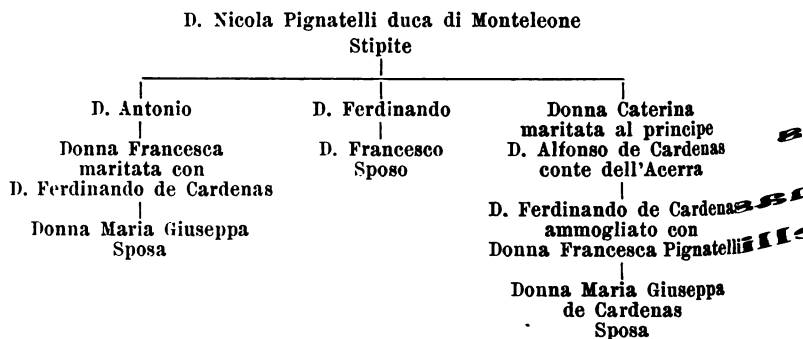 D. Nicola Pignatelli duca di Monteleone
Stipite
D. Antonio
Donna Francesca
maritata con
D. Ferdinando de Cardenas
Donna Maria Giuseppa
Sposa
D. Ferdinando
D. Francesco
Sposo
Donna Caterina
maritata al principe
D. Alfonso de Cardenas
conte dell'Acerra
D. Ferdinando de Cardenas
ammogliato con
Donna Francesca Pignatelli
Donna Maria Giuseppa
de Cardenas
Sposa